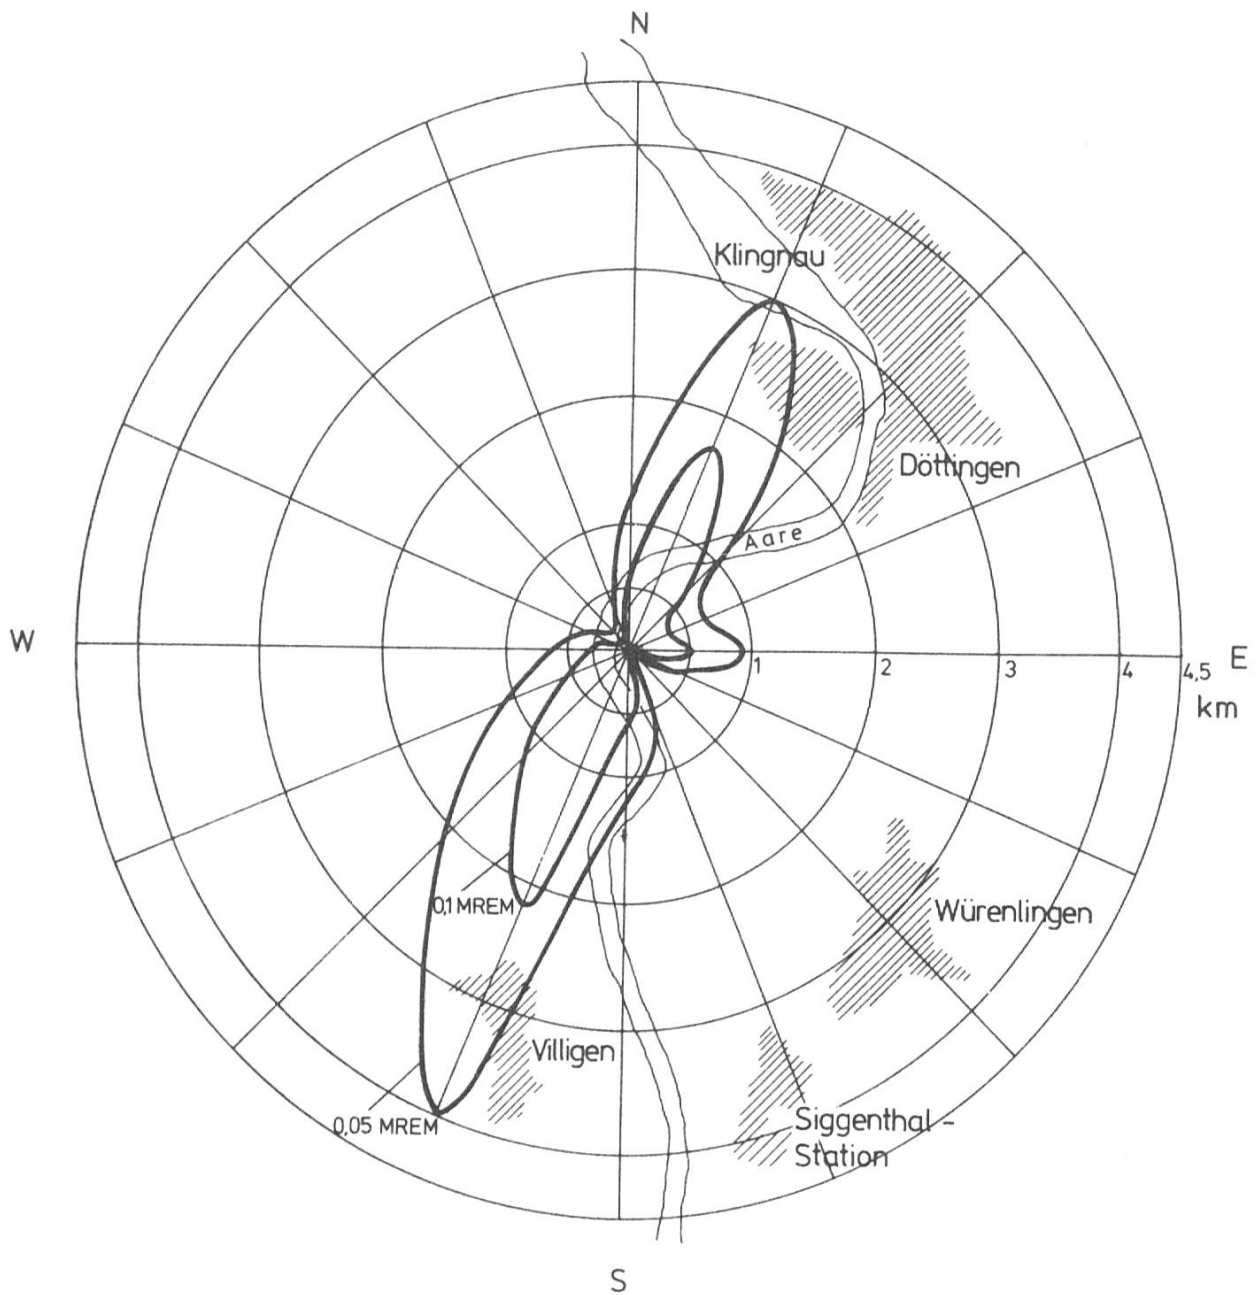 N
Klingnau
Döttingen
Aare
W
E
1
2
3
4
4,5
km
0,1 MREM
Würenlingen
Villigen
0,05 MREM
Siggenthal -
Station
S